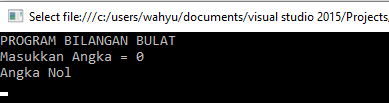 Select file:///c:/users/wahyu/documents/visual studio 2015/Projects,
PROGRAM BILANGAN BULAT
Masukkan Angka = 0
Angka Nol